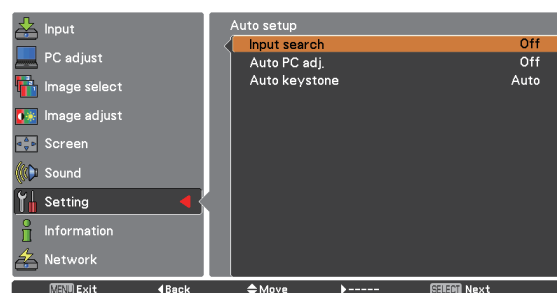 Input
PC adjust
Image select
Image adjust
Screen
Sound
Setting
Information
Network
Auto setup
Input search Off
Auto PC adj. Off
Auto keystone Auto
MENU Exit ◀Back Move ▶----- SELECT Next